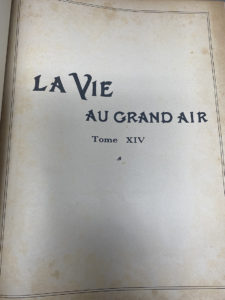 LA VIE
AU GRAND AIR
Tome XIV